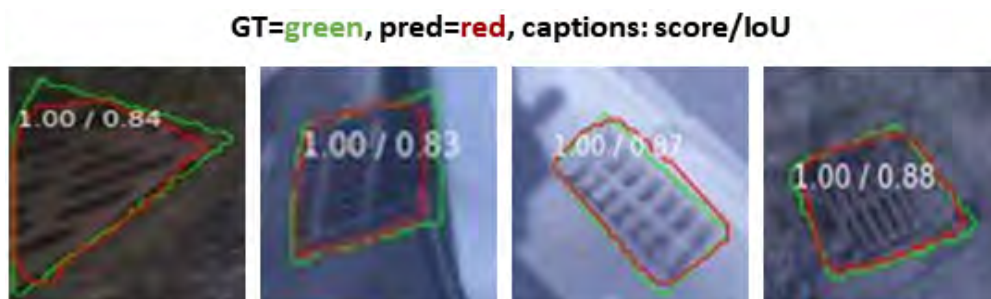 GT=green, pred=red, captions: score/IoU
1.00 / 0.84
1.00 / 0.83
1.00 / 0.87
1.00 / 0.88